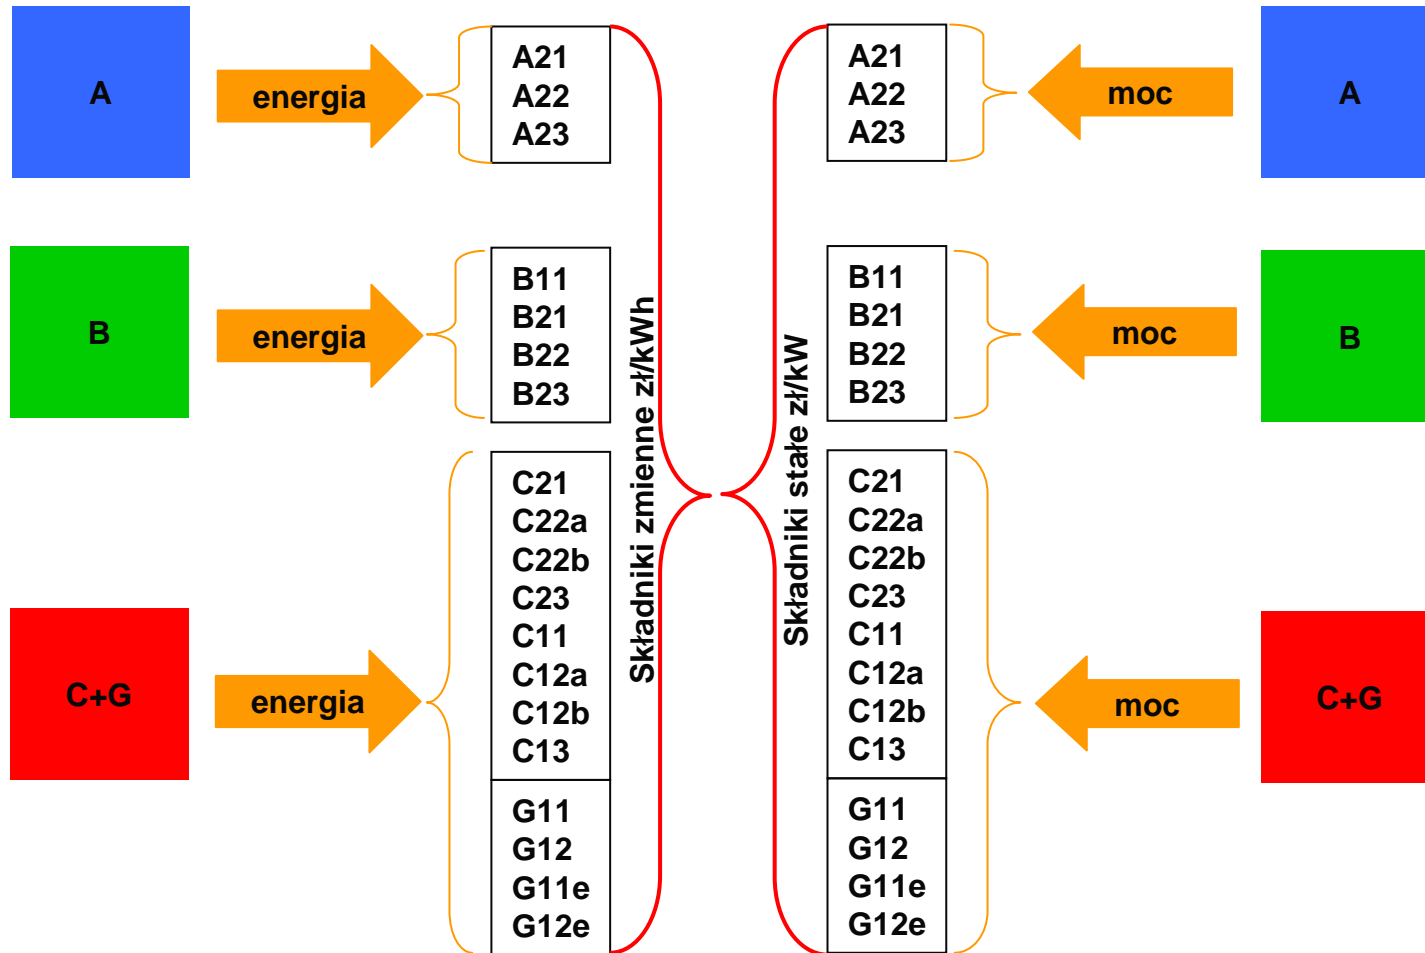 A
energia
A21
A22
A23
A21
A22
A23
moc
A
B
energia
B11
B21
B22
B23
Składniki zmienne zł/kWh
Składniki stałe zł/kW
B11
B21
B22
B23
moc
B
C+G
energia
C21
C22a
C22b
C23
C11
C12a
C12b
C13
G11
G12
G11e
G12e
C21
C22a
C22b
C23
C11
C12a
C12b
C13
G11
G12
G11e
G12e
moc
C+G